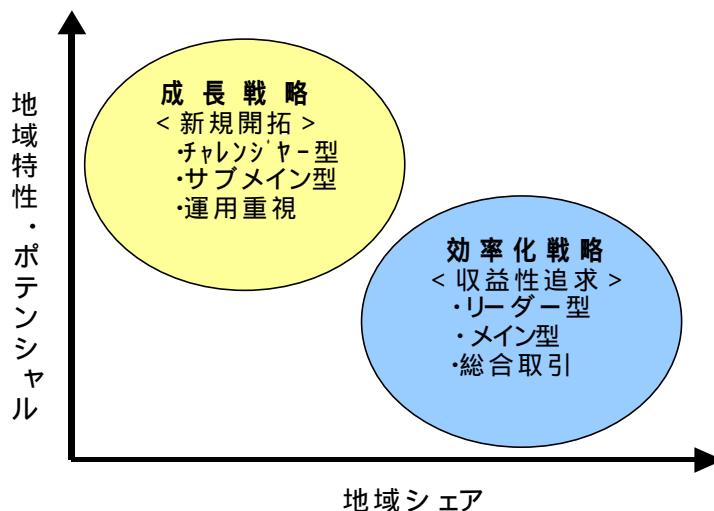 地域特性・ポテンシャル
成長戦略
<新規開拓>
・ﾁｬﾚﾝｼﾞャー型
・サブメイン型
・運用重視
効率化戦略
<収益性追求>
・リーダー型
・メイン型
・総合取引
地域シェア